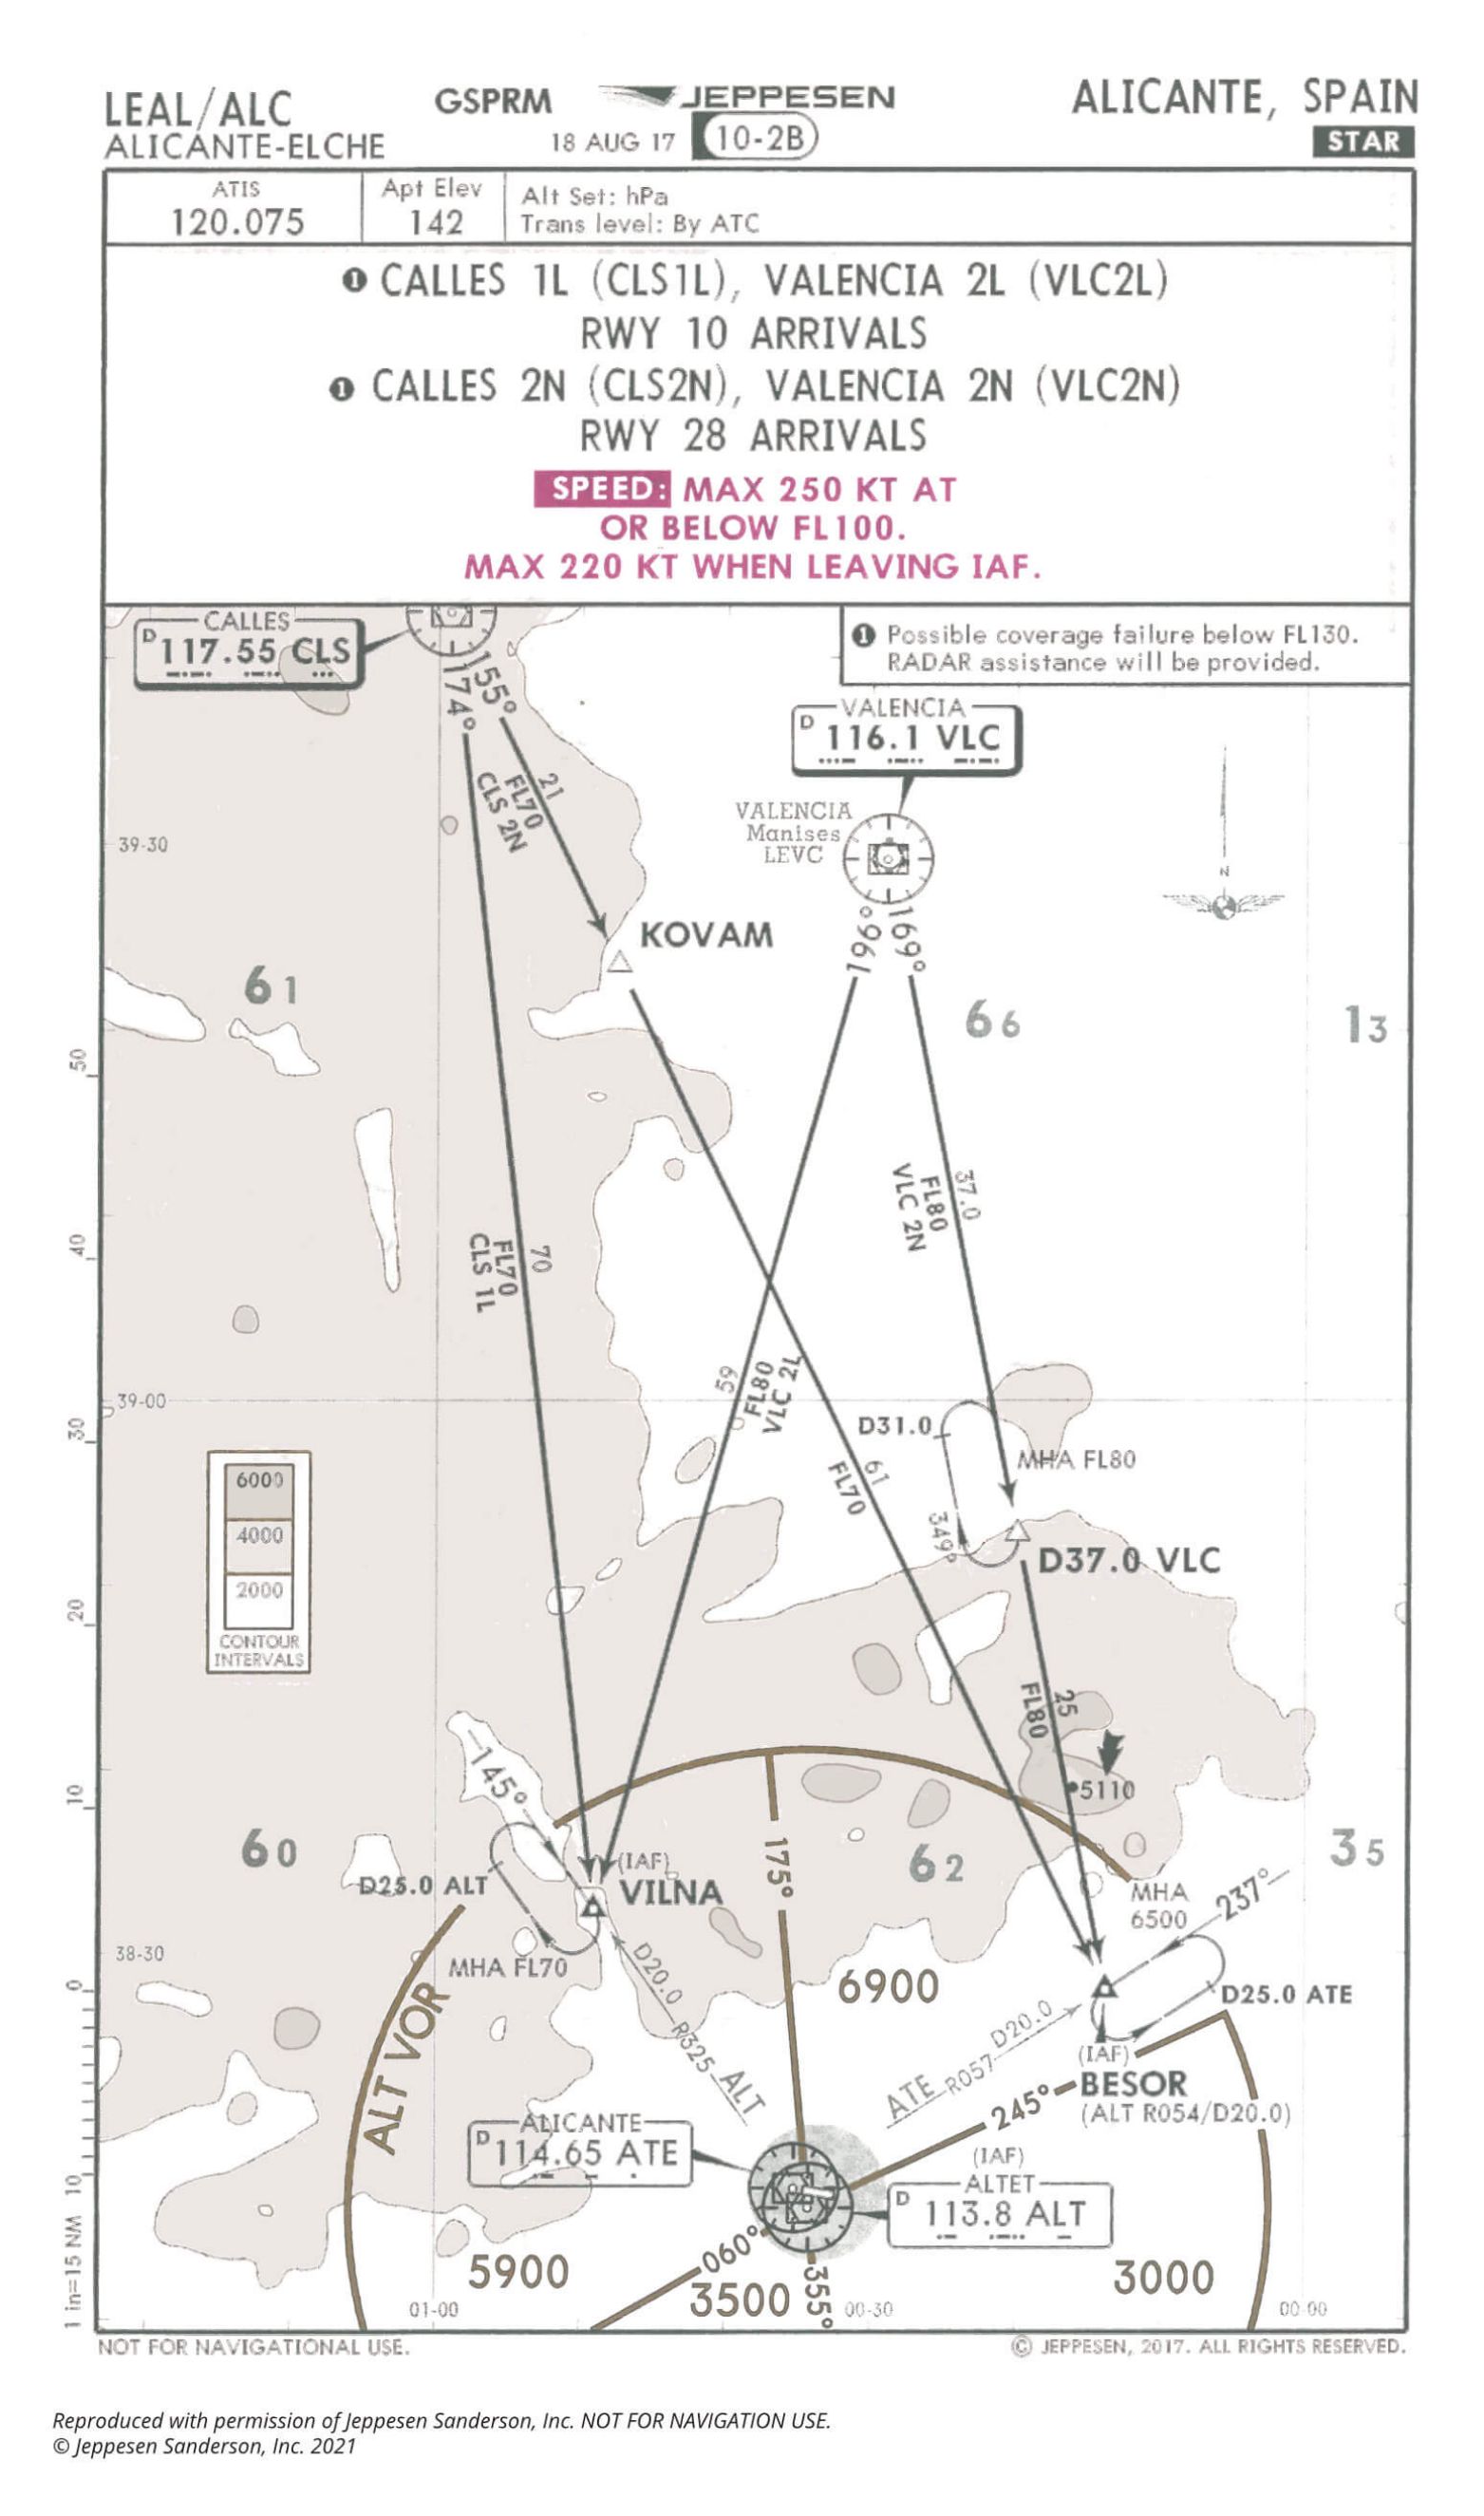 LEAL/ALC
ALICANTE-ELCHE
GSPRM
JEPPESEN
18 AUG 17
10-2B
ALICANTE, SPAIN
STAR
ATIS
120.075
Apt Elev
142
Alt Set: hPa
Trans level: By ATC
❶ CALLES 1L (CLS1L), VALENCIA 2L (VLC2L)
RWY 10 ARRIVALS
❶ CALLES 2N (CLS2N), VALENCIA 2N (VLC2N)
RWY 28 ARRIVALS
SPEED: MAX 250 KT AT
OR BELOW FL100.
MAX 220 KT WHEN LEAVING IAF.
CALLES
D
117.55 CLS
❶ Possible coverage failure below FL130.
RADAR assistance will be provided.
174°
155°
VALENCIA
D
116.1 VLC
21
FL70
CLS 2N
VALENCIA
Manises
LEVC
39-30
N
KOVAM
196°
169°
61
66
13
50
37.0
FL80
VLC 2N
40
70
FL70
CLS 1L
59
FL80
VLC 2L
39-00
30
D31.0
MHA FL80
61
FL70
6000
4000
2000
CONTOUR
INTERVALS
349°
D37.0 VLC
20
25
FL80
145°
10
5110
175°
60
62
35
(IAF)
VILNA
D25.0 ALT
MHA
6500
237°
38-30
MHA FL70
D20.0
R325
ALT
6900
0
D25.0 ATE
ALT VOR
ATE
R057
D20.0
(IAF)
BESOR
(ALT R054/D20.0)
245°
ALICANTE
D
114.65 ATE
(IAF)
ALTET
D
113.8 ALT
10
060°
355°
5900
3500
3000
1 in=15 NM
01-00
00-30
00-00
NOT FOR NAVIGATIONAL USE.
© JEPPESEN, 2017. ALL RIGHTS RESERVED.
Reproduced with permission of Jeppesen Sanderson, Inc. NOT FOR NAVIGATION USE.
© Jeppesen Sanderson, Inc. 2021